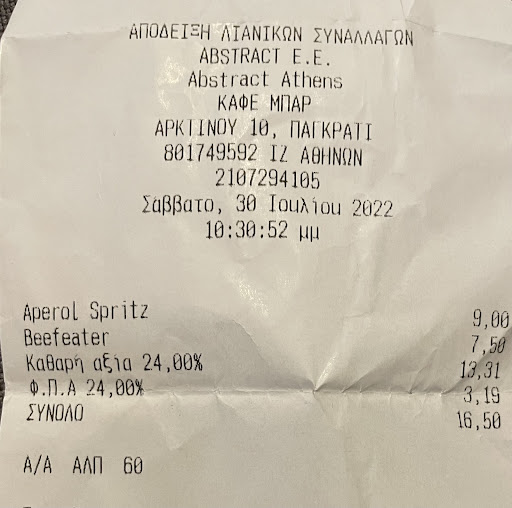 ΑΠΟΔΕΙΞΗ ΛΙΑΝΙΚΩΝ ΣΥΝΑΛΛΑΓΩΝ
ABSTRACT Ε.Ε.
Abstract Athens
ΚΑΦΕ ΜΠΑΡ
ΑΡΚΤΙΝΟΥ 10, ΠΑΓΚΡΑΤΙ
801749592 ΙΖ ΑΘΗΝΩΝ
2107294105
Σάββατο, 30 Ιουλίου 2022
10:30:52 μμ
Aperol Spritz 9,00
Beefeater 7,50
Καθαρή αξία 24,00% 13,31
Φ.Π.Α 24,00% 3,19
ΣΥΝΟΛΟ 16,50
Α/Α ΑΛΠ 60